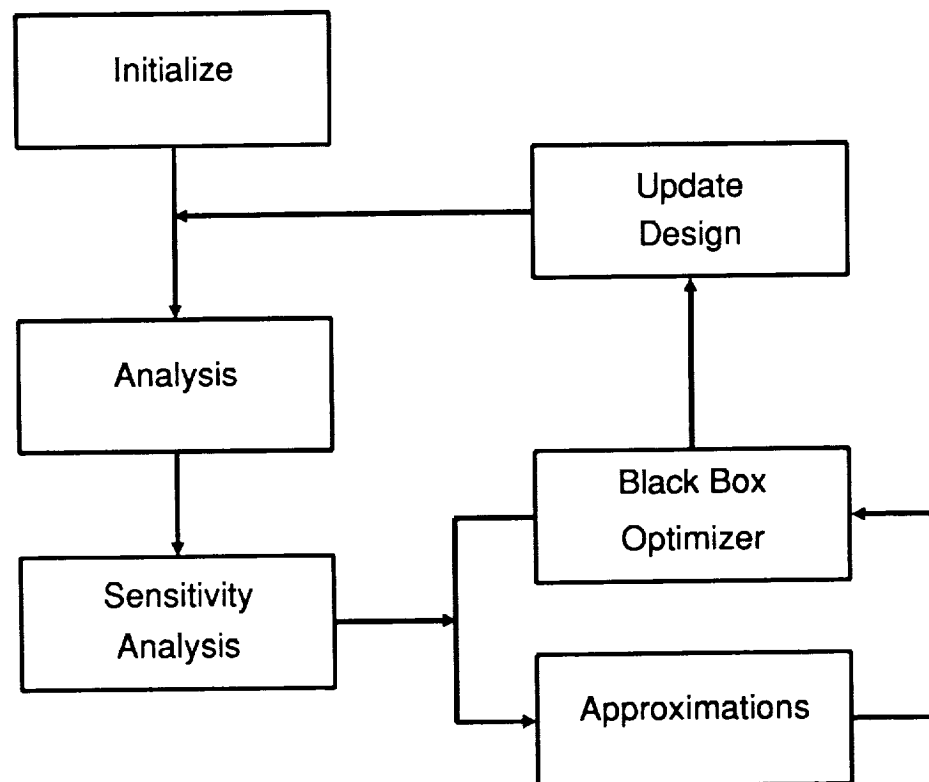 Initialize
Update
Design
Analysis
Black Box
Optimizer
Sensitivity
Analysis
Approximations